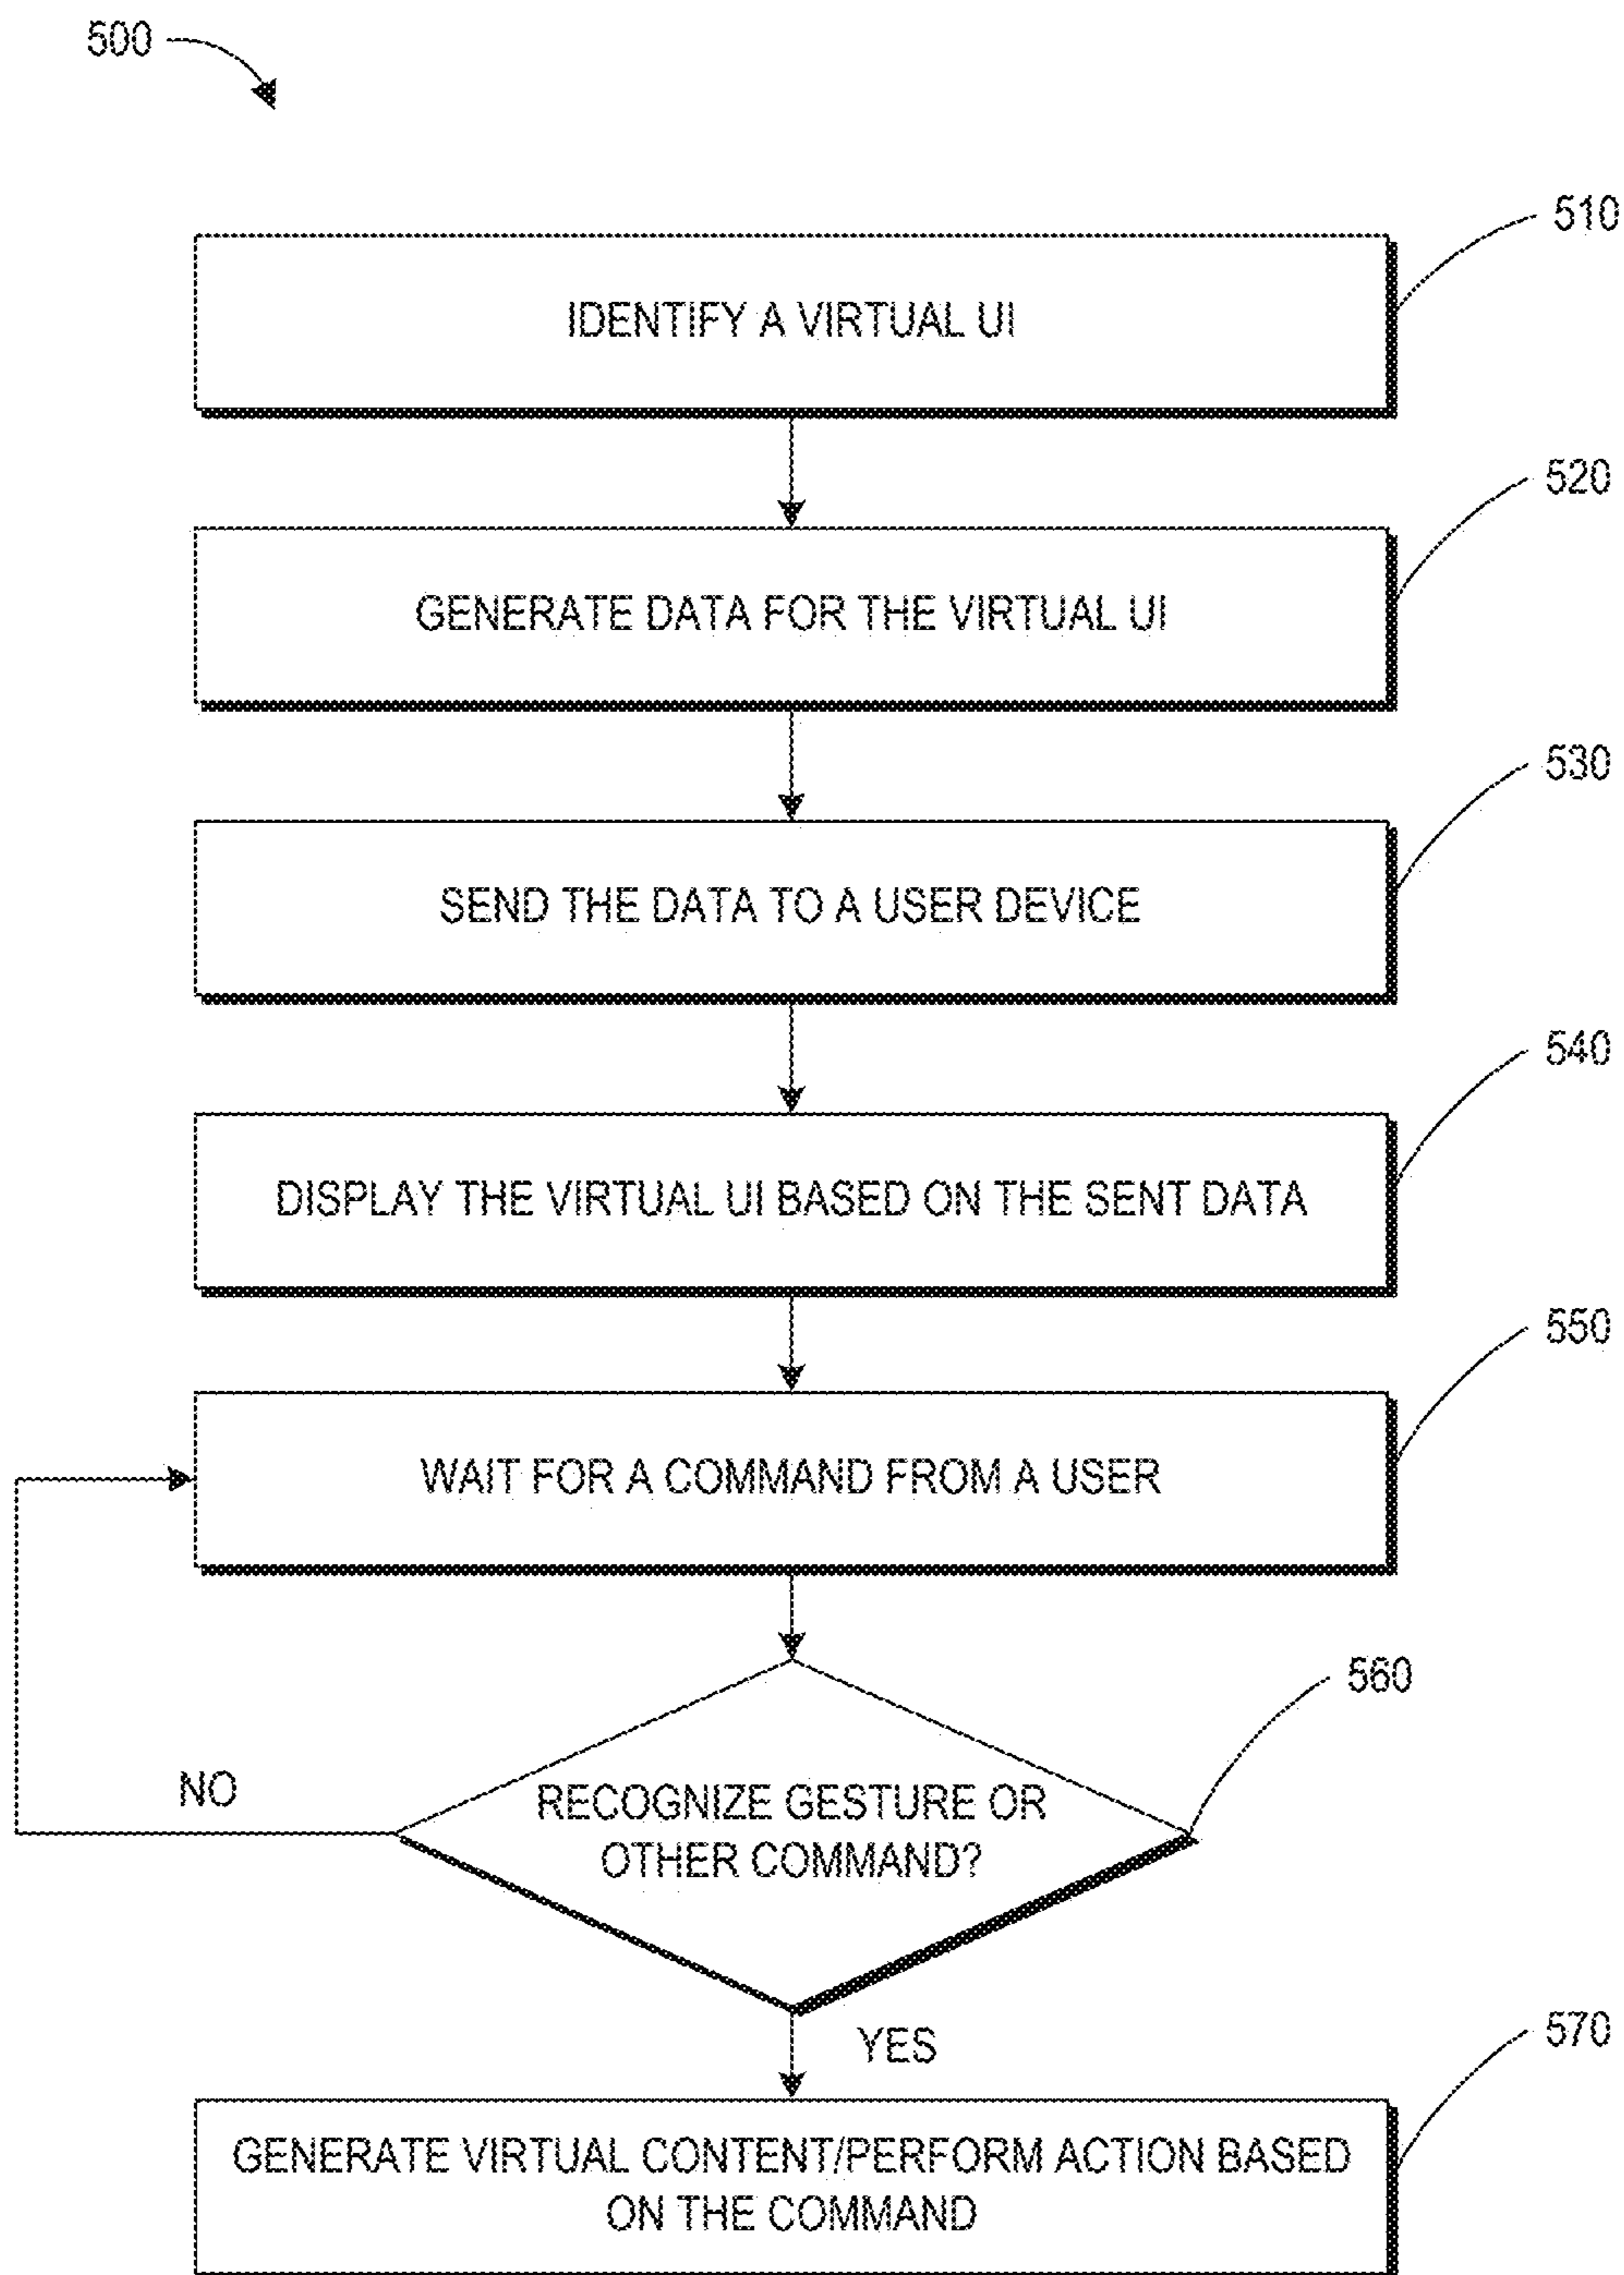 500
510
IDENTIFY A VIRTUAL UI
520
GENERATE DATA FOR THE VIRTUAL UI
530
SEND THE DATA TO A USER DEVICE
540
DISPLAY THE VIRTUAL UI BASED ON THE SENT DATA
550
WAIT FOR A COMMAND FROM A USER
560
NO
RECOGNIZE GESTURE OR
OTHER COMMAND?
YES
570
GENERATE VIRTUAL CONTENT/PERFORM ACTION BASED
ON THE COMMAND